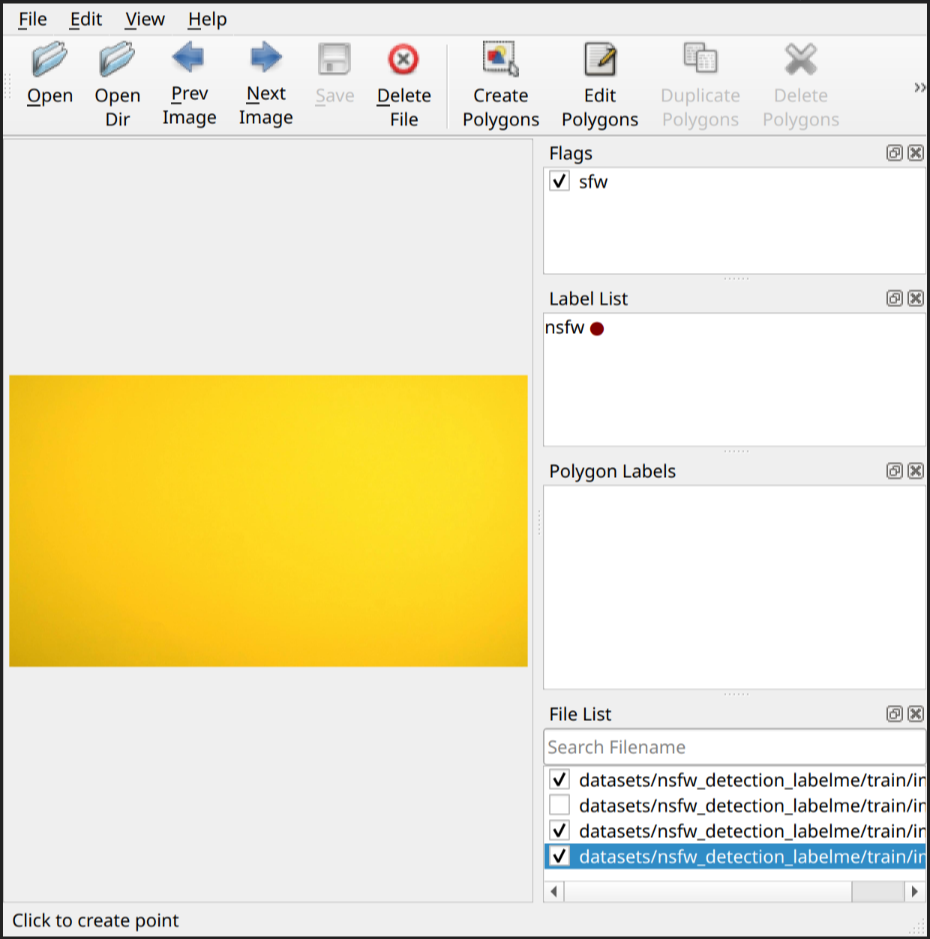 File Edit View Help
Open
Open Dir
Prev Image
Next Image
Save
Delete File
Create Polygons
Edit Polygons
Duplicate Polygons
Delete Polygons
Flags
sfw
Label List
nsfw
Polygon Labels
File List
Search Filename
datasets/nsfw_detection_labelme/train/in
datasets/nsfw_detection_labelme/train/in
datasets/nsfw_detection_labelme/train/in
datasets/nsfw_detection_labelme/train/in
Click to create point